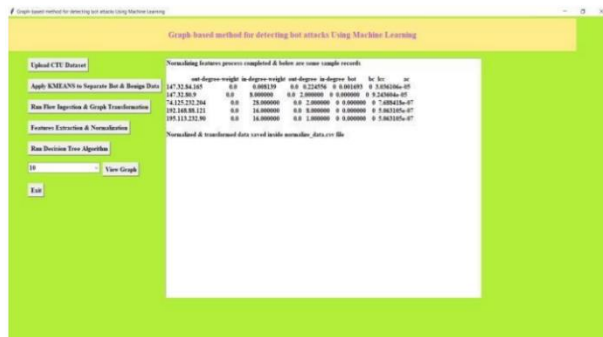 Graph-based method for detecting bot attacks Using Machine Learning
Graph-based method for detecting bot attacks Using Machine Learning
Upload CTU Dataset
Apply KMEANS to Separate Bot & Benign Data
Run Flow Ingestion & Graph Transformation
Features Extraction & Normalization
Run Decision Tree Algorithm
10
View Graph
Exit
Normalizing features process completed & below are some sample records
out-degree-weight in-degree-weight out-degree in-degree bot bc lcc ac
147.32.84.165 0.0 0.008139 0.0 0.224556 0 0.001693 0 3.036106e-05
147.32.80.9 0.0 8.000000 0.0 2.000000 0 0.000000 0 9.243604e-05
74.125.232.204 0.0 28.000000 0.0 2.000000 0 0.000000 0 7.688418e-07
192.168.88.121 0.0 16.000000 0.0 8.000000 0 0.000000 0 5.063105e-07
195.113.232.90 0.0 16.000000 0.0 1.000000 0 0.000000 0 5.063105e-07
Normalized & transformed data saved inside normalize_data.csv file